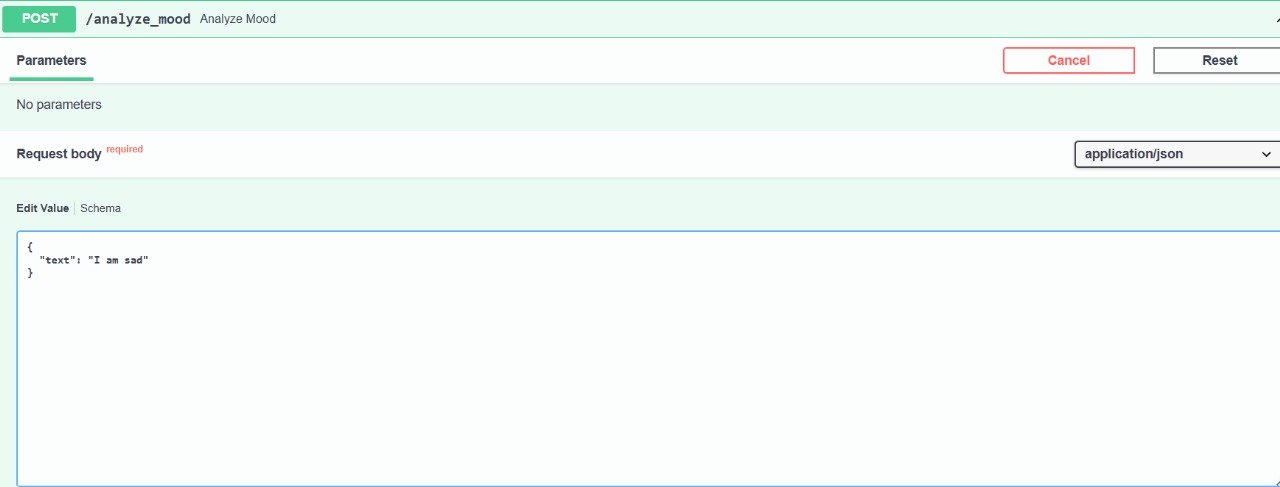 POST /analyze_mood Analyze Mood
Parameters
Cancel
Reset
No parameters
Request body required
application/json
Edit Value | Schema
{
  "text": "I am sad"
}